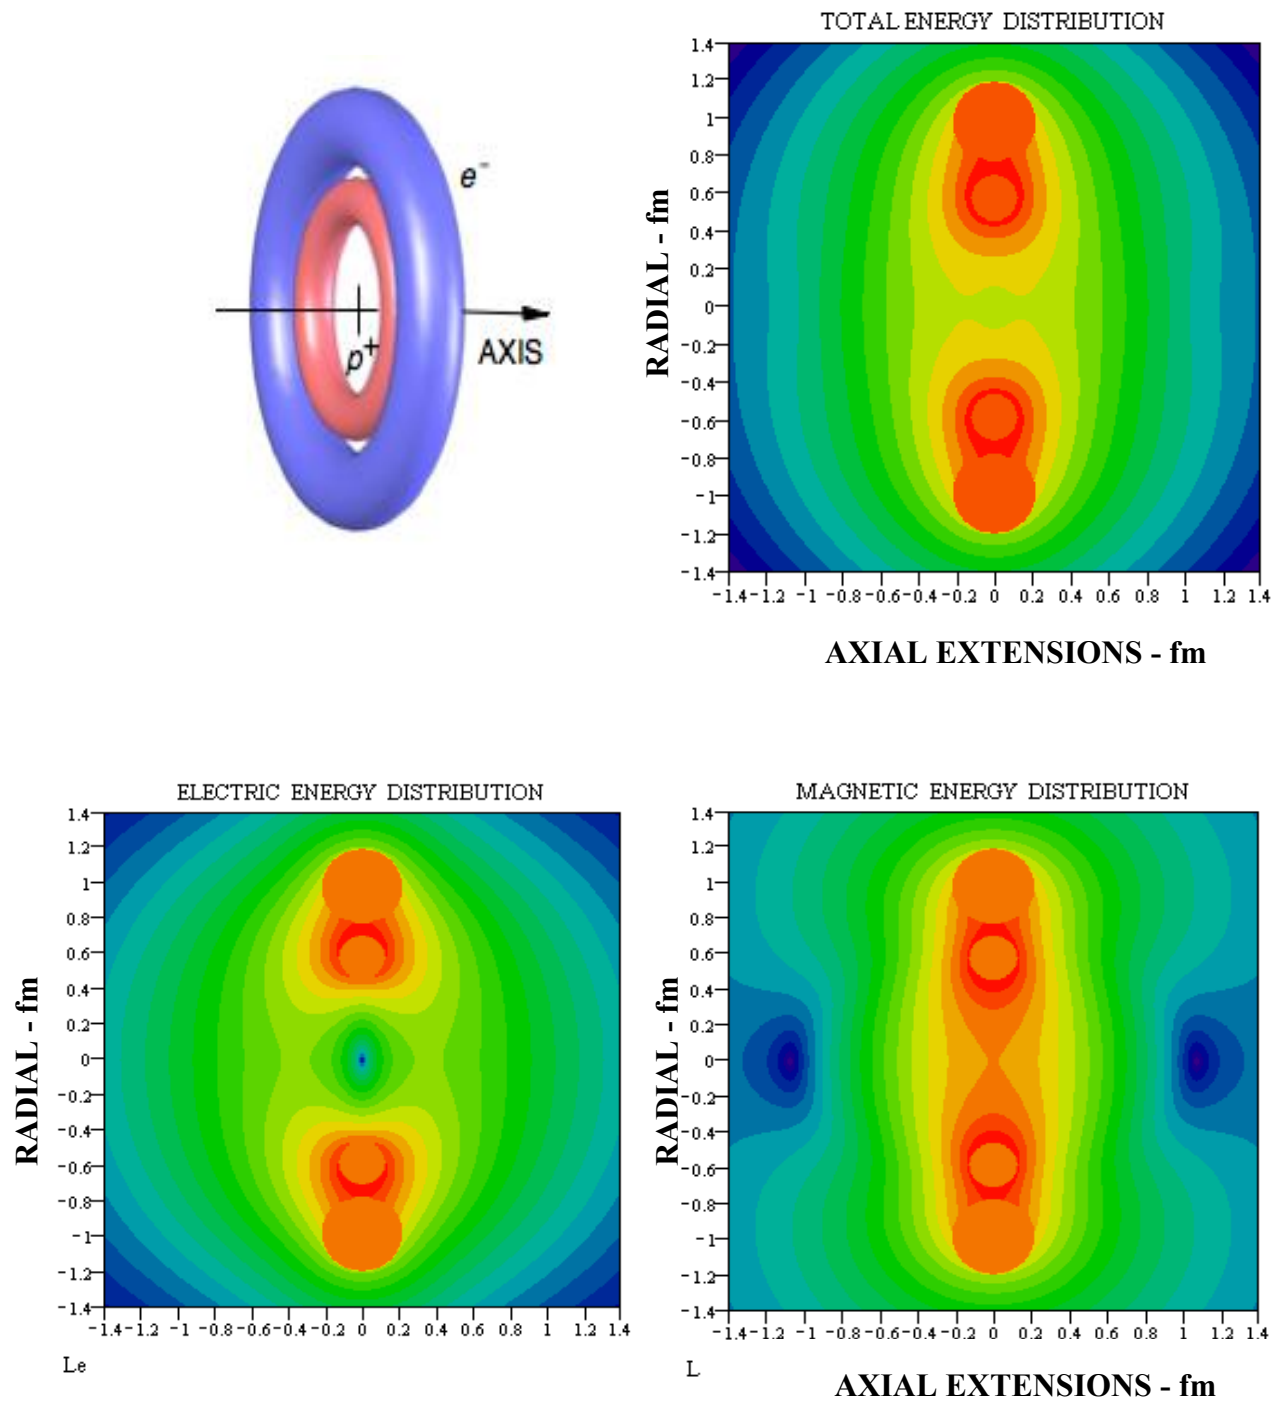 TOTAL ENERGY DISTRIBUTION
e⁻
p⁺
AXIS
RADIAL - fm
1.4
1.2
1
0.8
0.6
0.4
0.2
0
-0.2
-0.4
-0.6
-0.8
-1
-1.2
-1.4
-1.4 -1.2 -1 -0.8 -0.6 -0.4 -0.2 0 0.2 0.4 0.6 0.8 1 1.2 1.4
AXIAL EXTENSIONS - fm
ELECTRIC ENERGY DISTRIBUTION
RADIAL - fm
1.4
1.2
1
0.8
0.6
0.4
0.2
0
-0.2
-0.4
-0.6
-0.8
-1
-1.2
-1.4
-1.4 -1.2 -1 -0.8 -0.6 -0.4 -0.2 0 0.2 0.4 0.6 0.8 1 1.2 1.4
Le
MAGNETIC ENERGY DISTRIBUTION
RADIAL - fm
1.4
1.2
1
0.8
0.6
0.4
0.2
0
-0.2
-0.4
-0.6
-0.8
-1
-1.2
-1.4
-1.4 -1.2 -1 -0.8 -0.6 -0.4 -0.2 0 0.2 0.4 0.6 0.8 1 1.2 1.4
L
AXIAL EXTENSIONS - fm